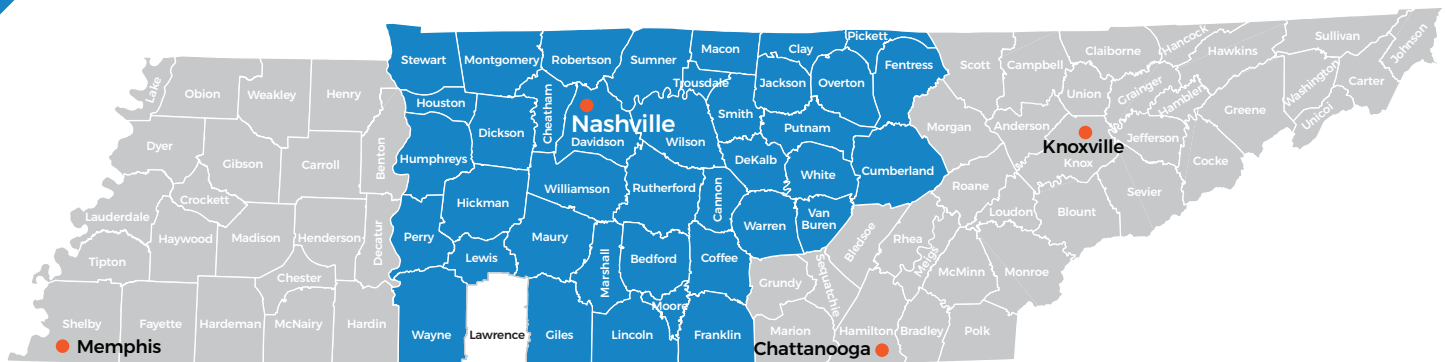 Stewart
Montgomery
Robertson
Sumner
Macon
Clay
Pickett
Fentress
Scott
Campbell
Claiborne
Hancock
Hawkins
Sullivan
Johnson
Lake
Obion
Weakley
Henry
Houston
Cheatham
Trousdale
Jackson
Overton
Union
Grainger
Hamblen
Washington
Carter
Unicoi
Greene
Dickson
Nashville
Davidson
Wilson
Smith
Putnam
Morgan
Anderson
Knoxville
Knox
Jefferson
Cocke
Dyer
Gibson
Carroll
Benton
Humphreys
DeKalb
White
Cumberland
Roane
Sevier
Crockett
Lauderdale
Haywood
Madison
Henderson
Decatur
Hickman
Williamson
Rutherford
Cannon
Warren
Van
Buren
Bledsoe
Rhea
Loudon
Blount
Tipton
Chester
Perry
Lewis
Maury
Marshall
Bedford
Coffee
Grundy
Sequatchie
Meigs
McMinn
Monroe
Shelby
Fayette
Hardeman
McNairy
Hardin
Wayne
Lawrence
Giles
Lincoln
Moore
Franklin
Marion
Hamilton
Bradley
Polk
Memphis
Chattanooga